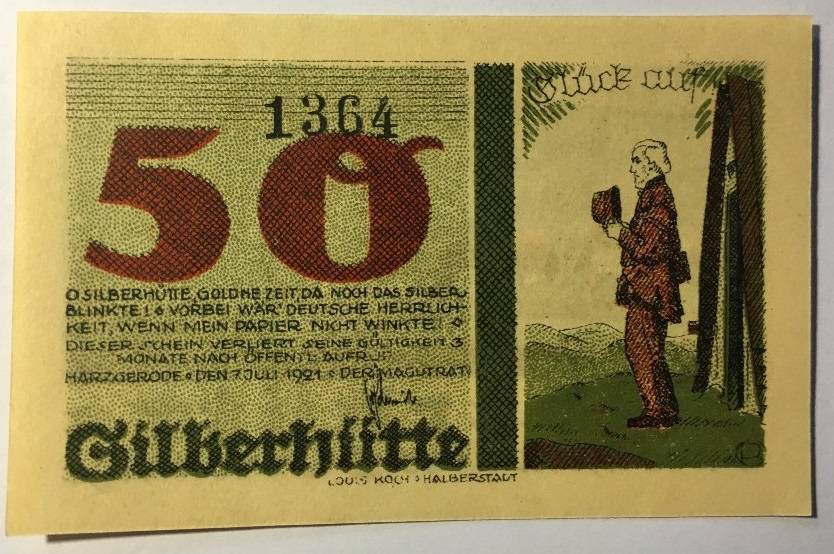 1364
50
O SILBERHÜTTE, GOLDNE ZEIT, DA NOCH DAS SILBER
BLINKTE! VORBEI WÄR' DEUTSCHE HERRLICH-
KEIT, WENN MEIN PAPIER NICHT WINKTE!
DIESER SCHEIN VERLIERT SEINE GÜLTIGKEIT 3
MONATE NACH ÖFFENTL. AUFRUF
HARZGERODE DEN 7. JULI 1921 DER MAGISTRAT
Silberhütte
LOUIS KOCH HALBERSTADT
Glück auf